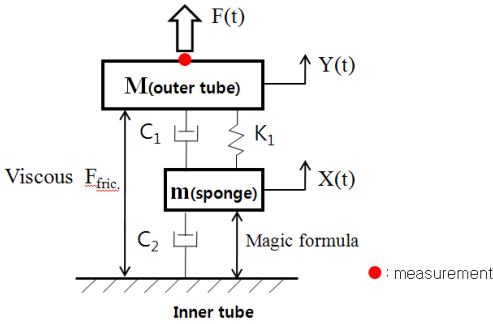 F(t)
M(outer tube)
Y(t)
C1
K1
Viscous Ffric.
m(sponge)
X(t)
C2
Magic formula
: measurement
Inner tube